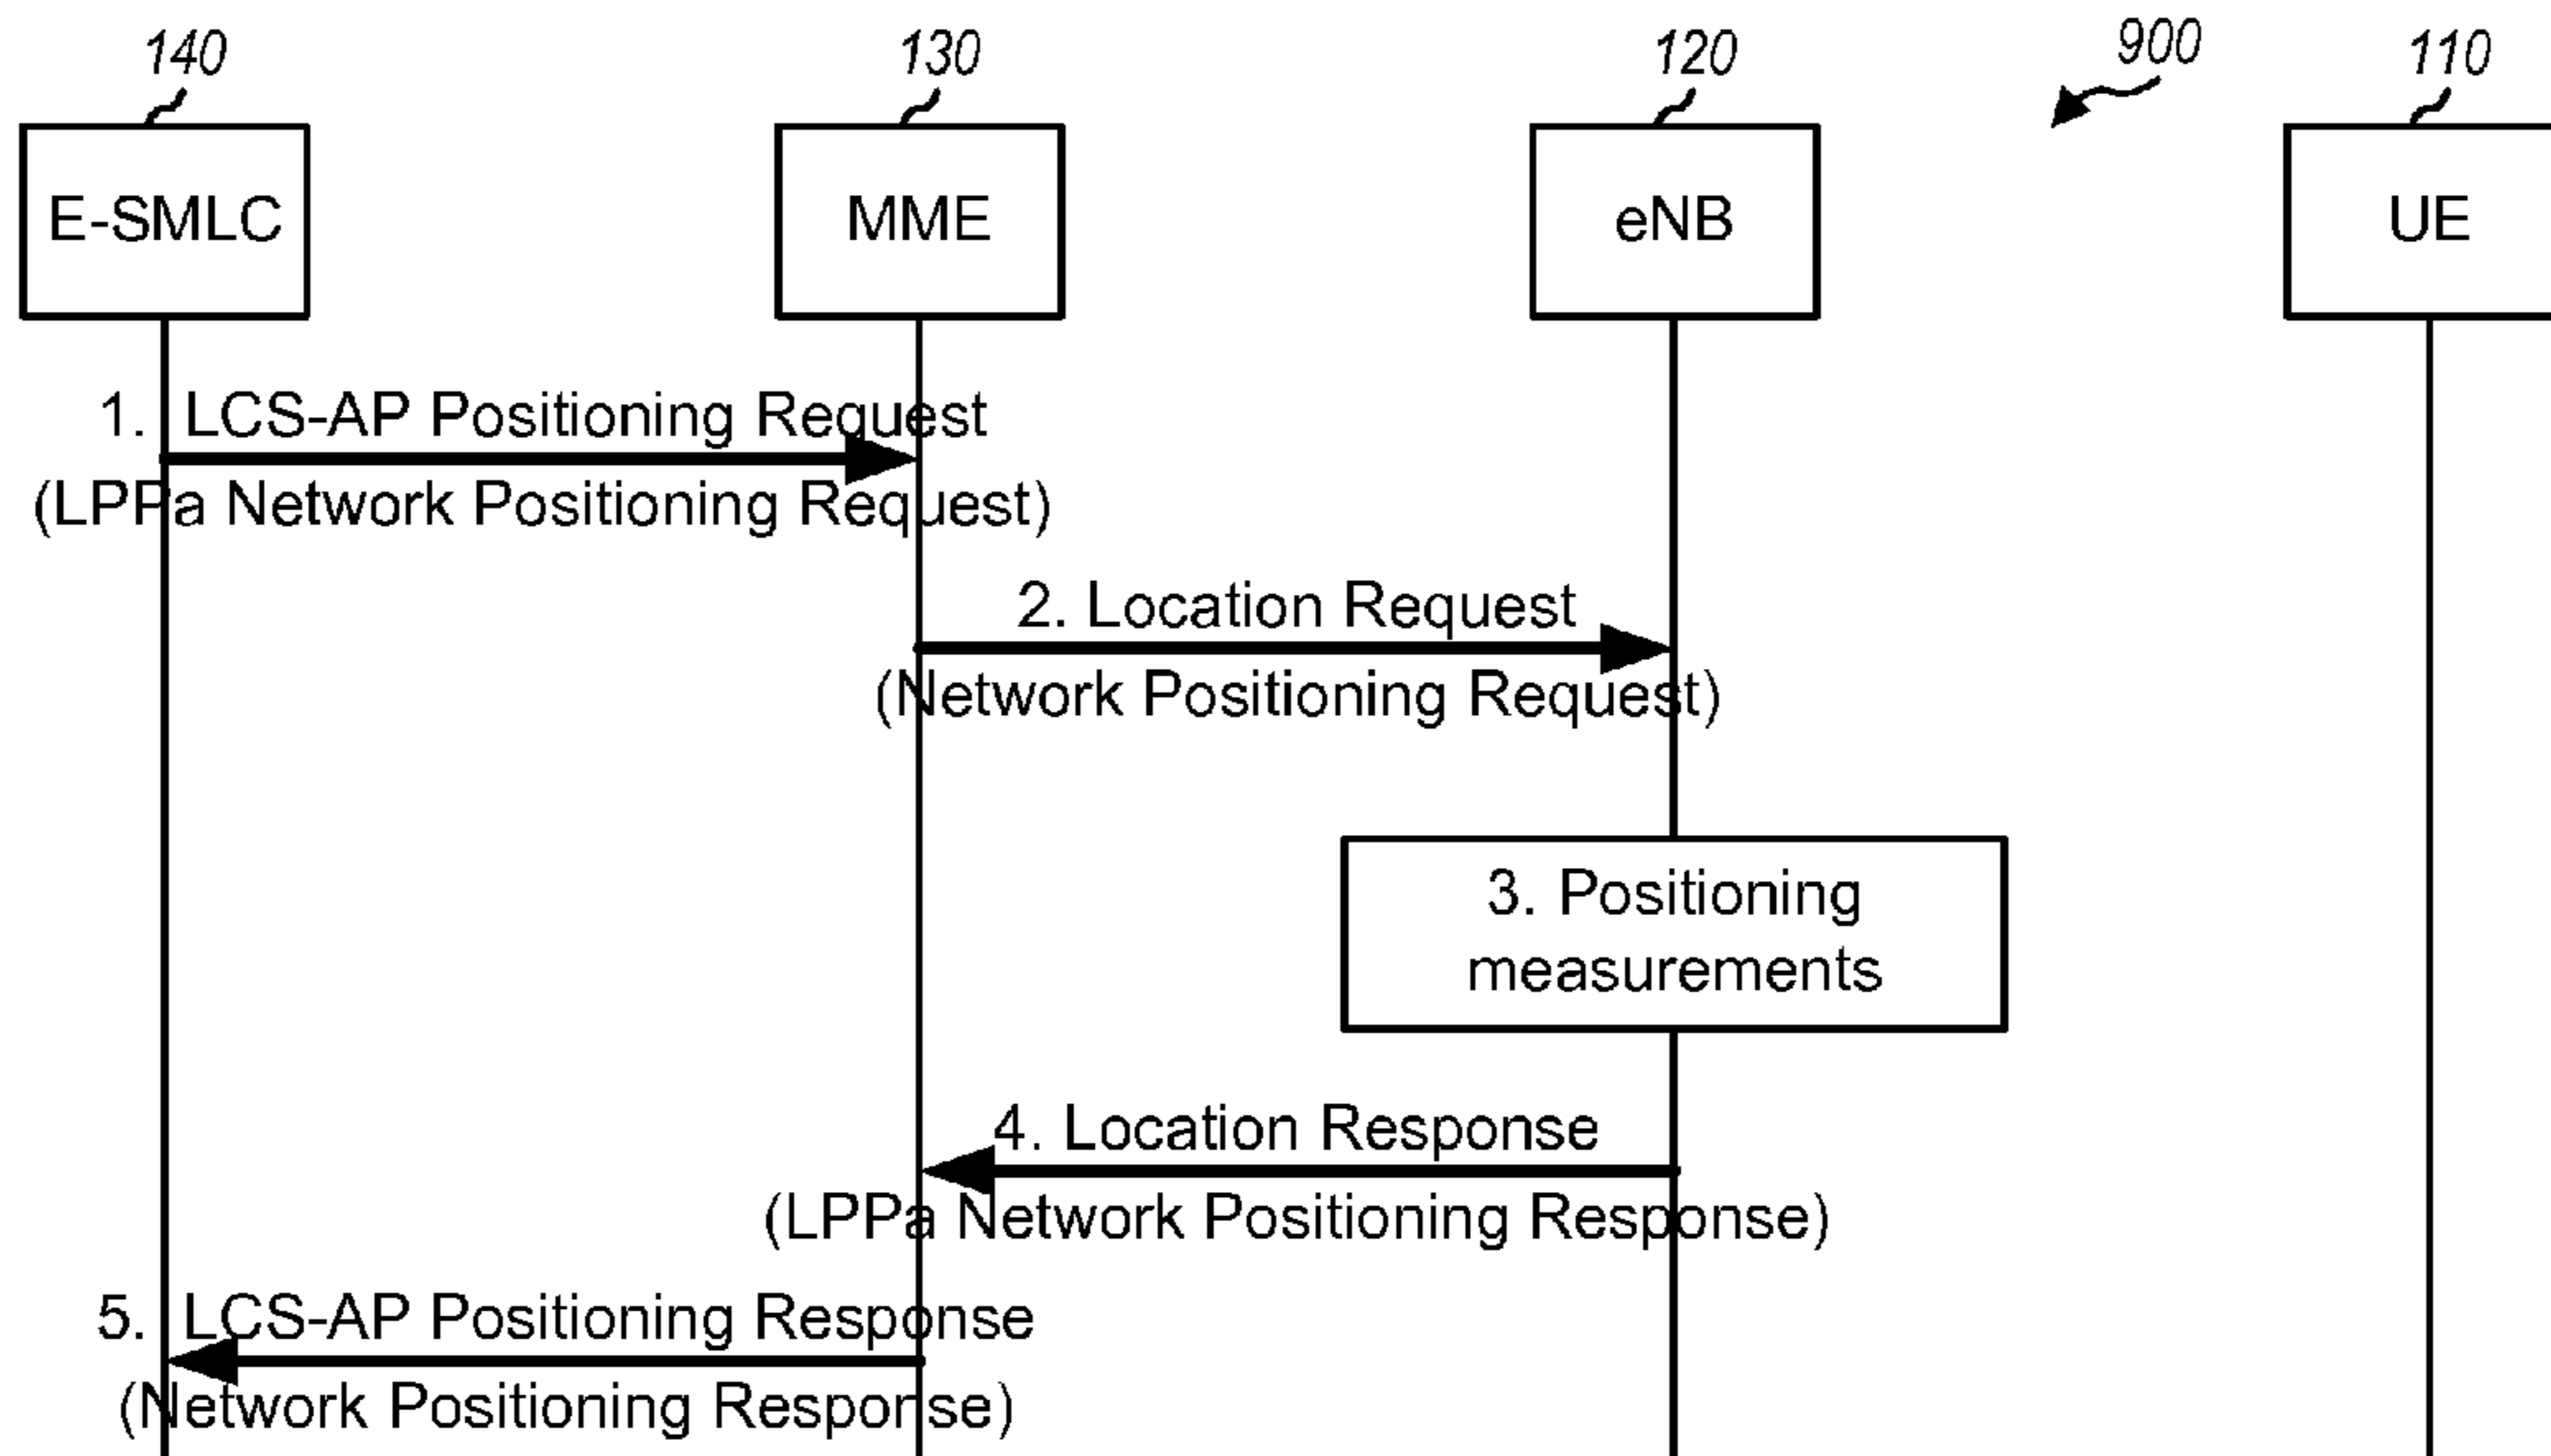 140
130
120
900
110
E-SMLC
MME
eNB
UE
1. LCS-AP Positioning Request
(LPPa Network Positioning Request)
2. Location Request
(Network Positioning Request)
3. Positioning
measurements
4. Location Response
(LPPa Network Positioning Response)
5. LCS-AP Positioning Response
(Network Positioning Response)